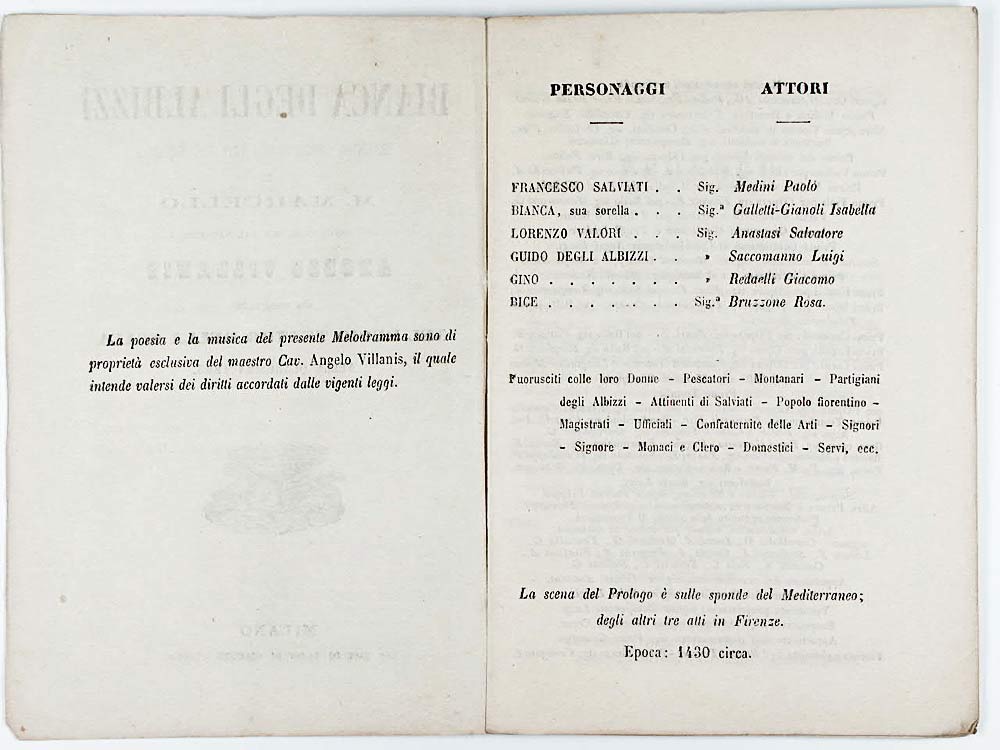 La poesia e la musica del presente Melodramma sono di
proprietà esclusiva del maestro Cav. Angelo Villanis, il quale
intende valersi dei diritti accordati dalle vigenti leggi.
PERSONAGGI ATTORI
FRANCESCO SALVIATI . . Sig. Medini Paolo
BIANCA, sua sorella . . . Sig.ª Galletti-Gianoli Isabella
LORENZO VALORI . . . Sig. Anastasi Salvatore
GUIDO DEGLI ALBIZZI . . » Saccomanno Luigi
GINO . . . . . . . » Redaelli Giacomo
BICE . . . . . . . Sig.ª Bruzzone Rosa.
Fuorusciti colle loro Donne – Pescatori – Montanari – Partigiani
degli Albizzi – Attinenti di Salviati – Popolo fiorentino –
Magistrati – Ufficiali – Confraternite delle Arti – Signori
– Signore – Monaci e Clero – Domestici – Servi, ecc.
La scena del Prologo è sulle sponde del Mediterraneo;
degli altri tre atti in Firenze.
Epoca: 1430 circa.